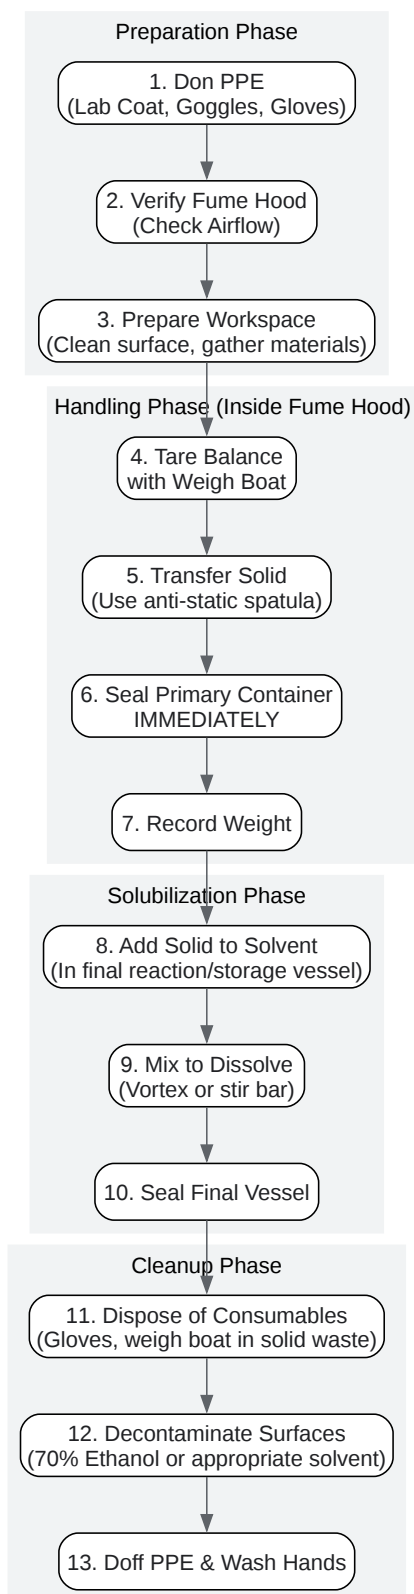 Preparation Phase
1. Don PPE
(Lab Coat, Goggles, Gloves)
2. Verify Fume Hood
(Check Airflow)
3. Prepare Workspace
(Clean surface, gather materials)
Handling Phase (Inside Fume Hood)
4. Tare Balance
with Weigh Boat
5. Transfer Solid
(Use anti-static spatula)
6. Seal Primary Container
IMMEDIATELY
7. Record Weight
Solubilization Phase
8. Add Solid to Solvent
(In final reaction/storage vessel)
9. Mix to Dissolve
(Vortex or stir bar)
10. Seal Final Vessel
Cleanup Phase
11. Dispose of Consumables
(Gloves, weigh boat in solid waste)
12. Decontaminate Surfaces
(70% Ethanol or appropriate solvent)
13. Doff PPE & Wash Hands